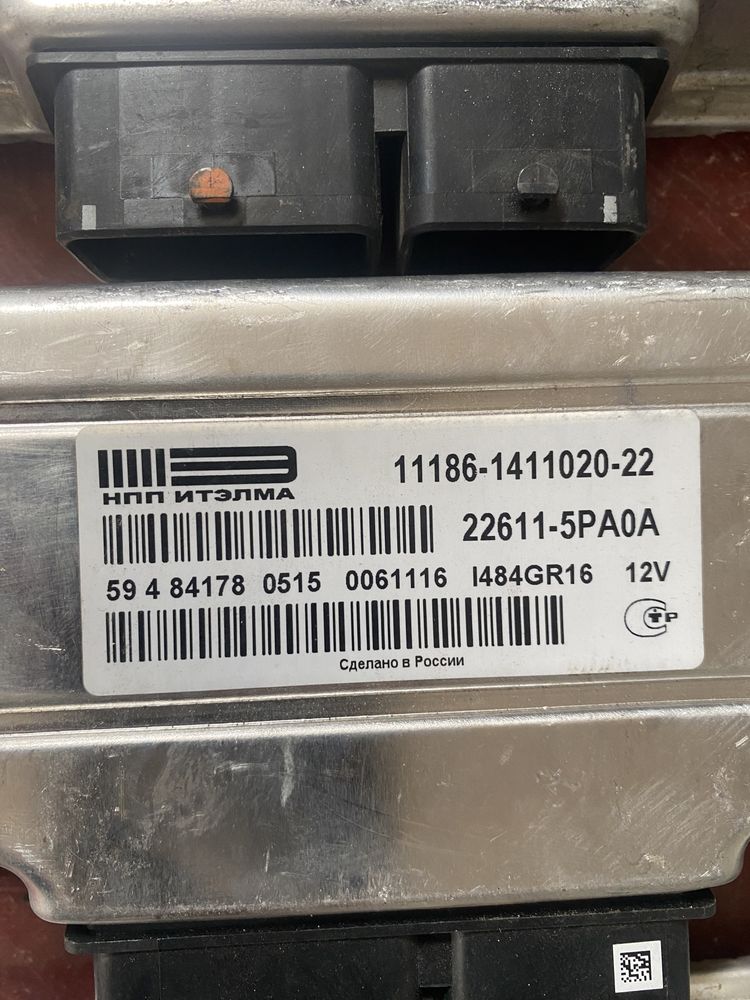 НПП ИТЭЛМА
11186-1411020-22
22611-5PA0A
59 4 84178 0515 0061116 I484GR16 12V
Сделано в России